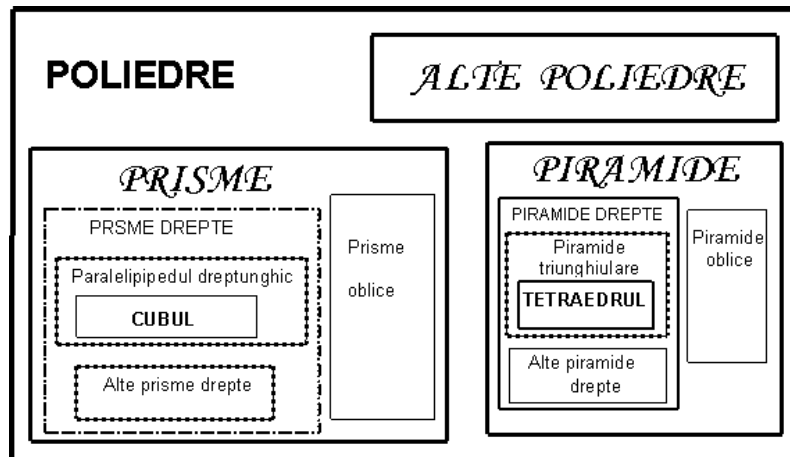 POLIEDRE
ALTE POLIEDRE
PRISME
PRSME DREPTE
Paralelipipedul dreptunghic
CUBUL
Alte prisme drepte
Prisme
oblice
PIRAMIDE
PIRAMIDE DREPTE
Piramide
triunghiulare
TETRAEDRUL
Alte piramide
drepte
Piramide
oblice